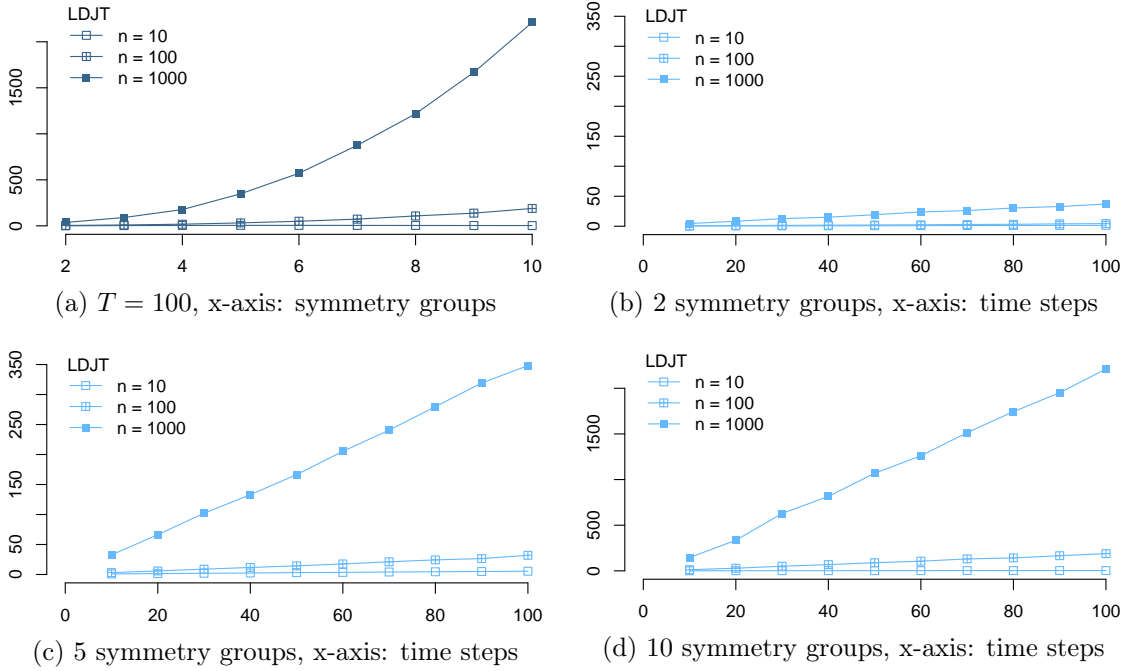 LDJT
n = 10
n = 100
n = 1000
0 500 1500
2 4 6 8 10
(a) T = 100, x-axis: symmetry groups
LDJT
n = 10
n = 100
n = 1000
0 50 150 250 350
0 20 40 60 80 100
(b) 2 symmetry groups, x-axis: time steps
LDJT
n = 10
n = 100
n = 1000
0 50 150 250 350
0 20 40 60 80 100
(c) 5 symmetry groups, x-axis: time steps
LDJT
n = 10
n = 100
n = 1000
0 500 1500
0 20 40 60 80 100
(d) 10 symmetry groups, x-axis: time steps